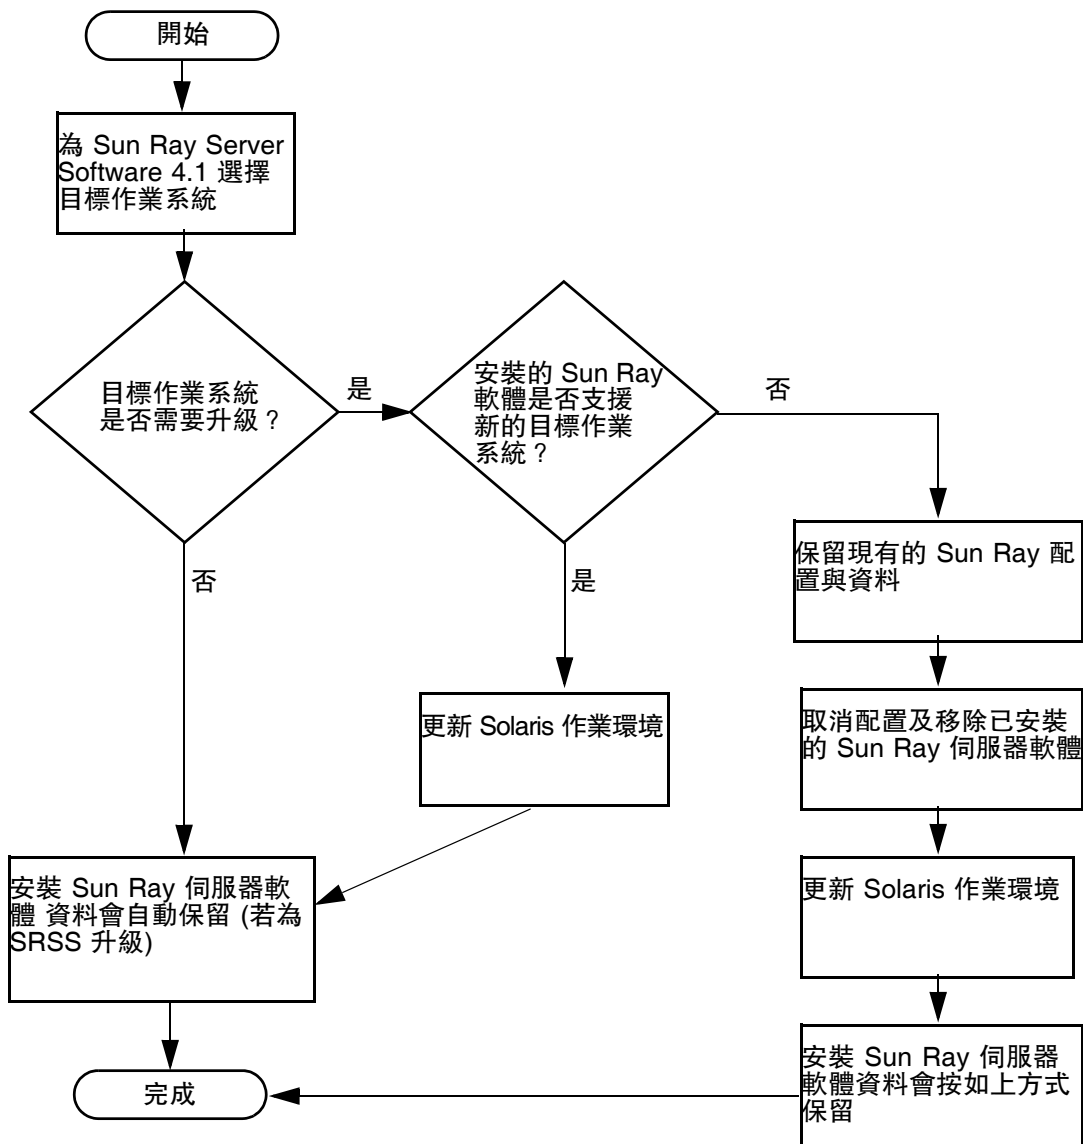 開始
為 Sun Ray Server
Software 4.1 選擇
目標作業系統
目標作業系統
是否需要升級？
是
安裝的 Sun Ray
軟體是否支援
新的目標作業
系統？
否
否
是
保留現有的 Sun Ray 配
置與資料
更新 Solaris 作業環境
取消配置及移除已安裝
的 Sun Ray 伺服器軟體
安裝 Sun Ray 伺服器軟
體 資料會自動保留 (若為
SRSS 升級)
更新 Solaris 作業環境
安裝 Sun Ray 伺服器
軟體資料會按如上方式
保留
完成